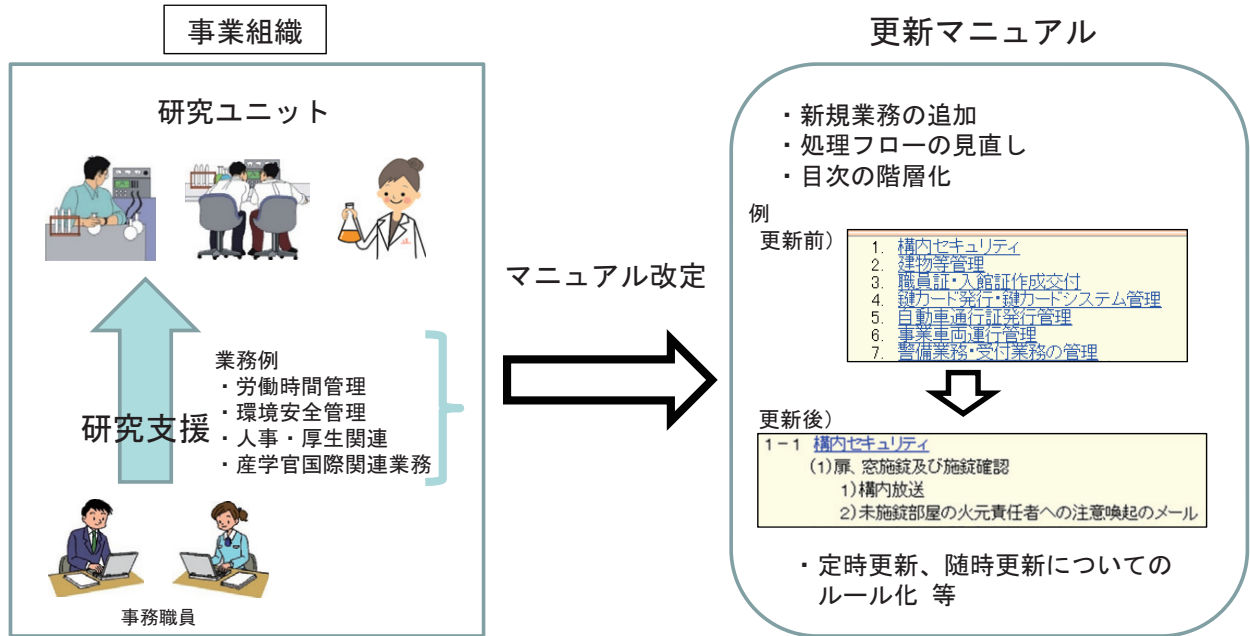 事業組織
研究ユニット
研究支援
業務例
・労働時間管理
・環境安全管理
・人事・厚生関連
・産学官国際関連業務
事務職員
マニュアル改定
更新マニュアル
・新規業務の追加
・処理フローの見直し
・目次の階層化
例
更新前）
1. 構内セキュリティ
2. 建物等管理
3. 職員証・入館証作成交付
4. 鍵カード発行・鍵カードシステム管理
5. 自動車通行証発行管理
6. 事業車両運行管理
7. 警備業務・受付業務の管理
更新後）
1－1 構内セキュリティ
(1)扉、窓施錠及び施錠確認
1)構内放送
2)未施錠部屋の火元責任者への注意喚起のメール
・定時更新、随時更新についての
ルール化 等